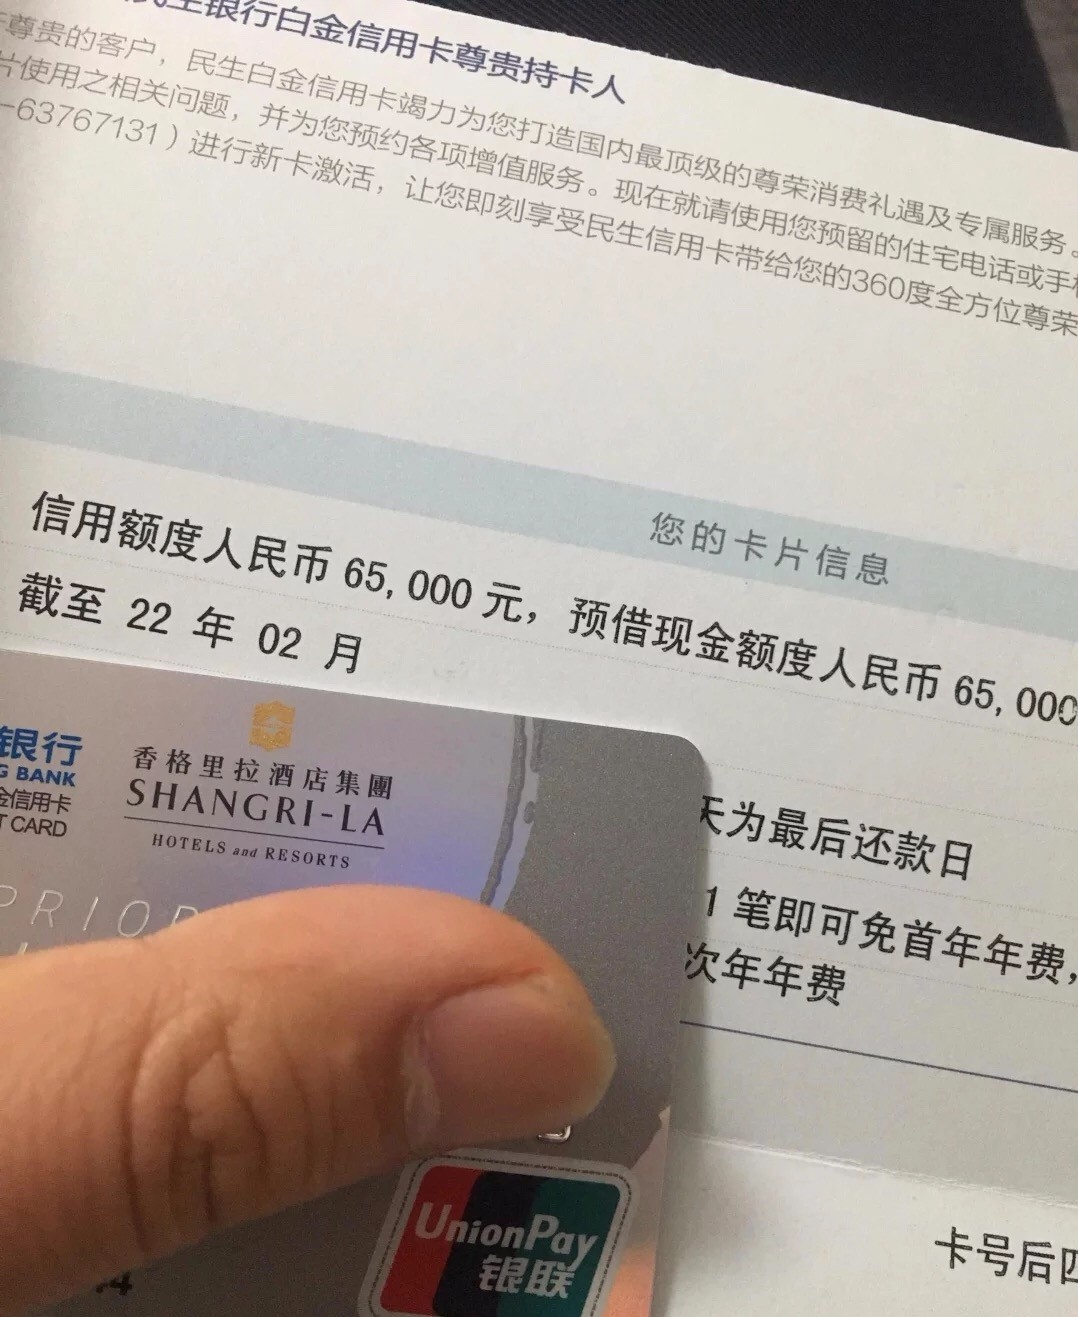 民生银行白金信用卡尊贵持卡人
尊贵的客户，民生白金信用卡竭力为您打造国内最顶级的尊荣消费礼遇及专属服务。
片使用之相关问题，并为您预约各项增值服务。现在就请使用您预留的住宅电话或手
-63767131）进行新卡激活，让您即刻享受民生信用卡带给您的360度全方位尊荣
您的卡片信息
信用额度人民币 65,000 元，预借现金额度人民币 65,000
截至 22 年 02 月
天为最后还款日
1 笔即可免首年年费，
次年年费
卡号后四
银行
G BANK
金信用卡
T CARD
香格里拉酒店集團
SHANGRI-LA
HOTELS and RESORTS
PRIOR
UnionPay
银联